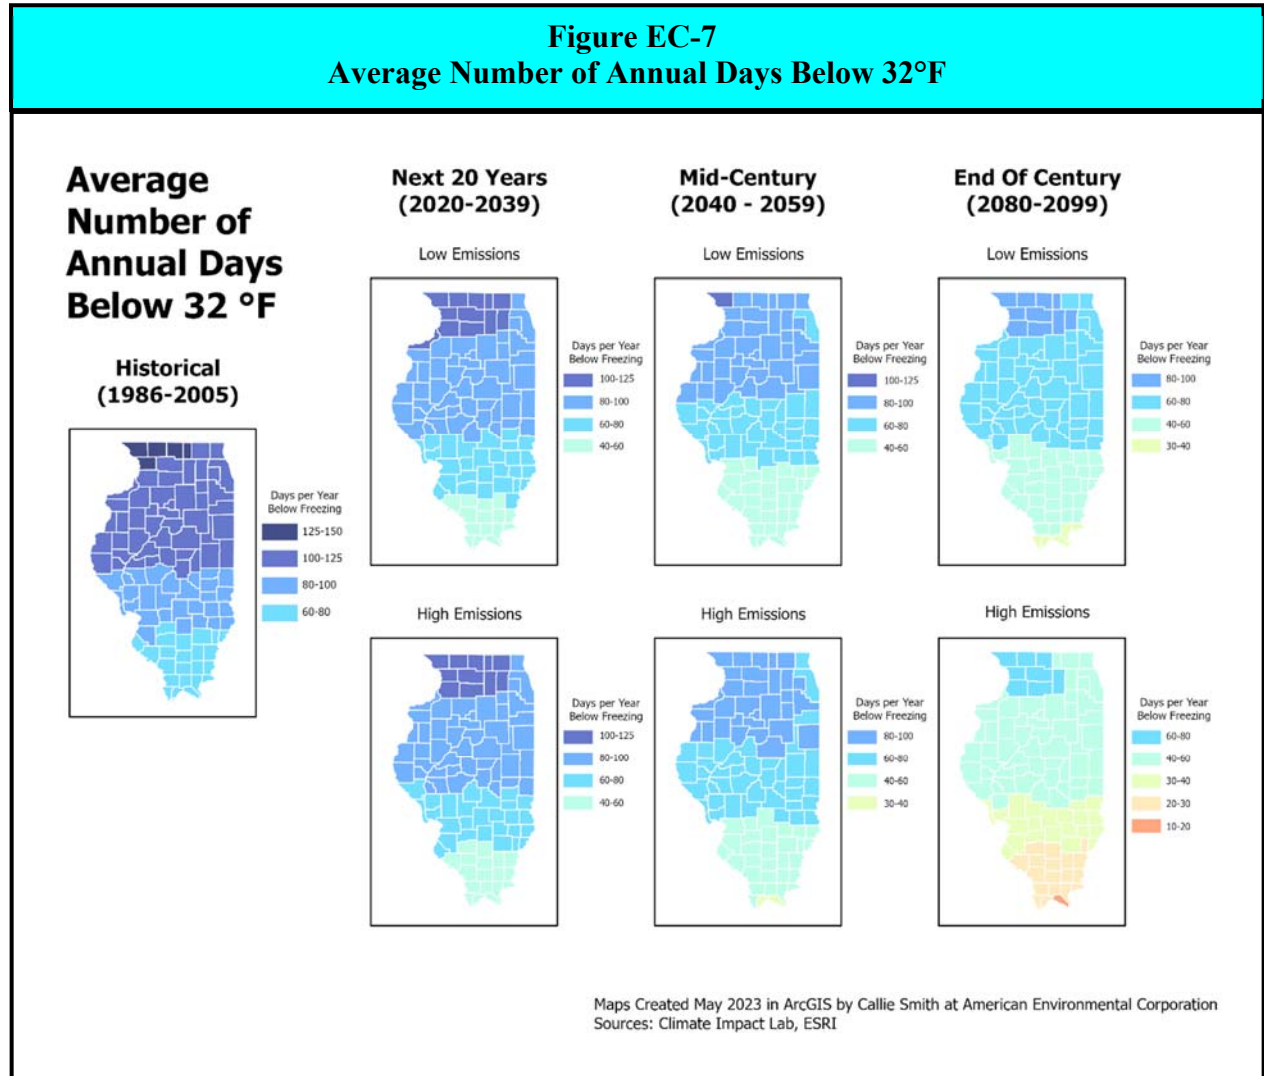 Figure EC-7
Average Number of Annual Days Below 32°F
Average
Number of
Annual Days
Below 32 °F
Historical
(1986-2005)
Days per Year
Below Freezing
125-150
100-125
80-100
60-80
Next 20 Years
(2020-2039)
Low Emissions
Days per Year
Below Freezing
100-125
80-100
60-80
40-60
High Emissions
Days per Year
Below Freezing
100-125
80-100
60-80
40-60
Mid-Century
(2040 - 2059)
Low Emissions
Days per Year
Below Freezing
100-125
80-100
60-80
40-60
High Emissions
Days per Year
Below Freezing
80-100
60-80
40-60
30-40
End Of Century
(2080-2099)
Low Emissions
Days per Year
Below Freezing
80-100
60-80
40-60
30-40
High Emissions
Days per Year
Below Freezing
60-80
40-60
30-40
20-30
10-20
Maps Created May 2023 in ArcGIS by Callie Smith at American Environmental Corporation
Sources: Climate Impact Lab, ESRI